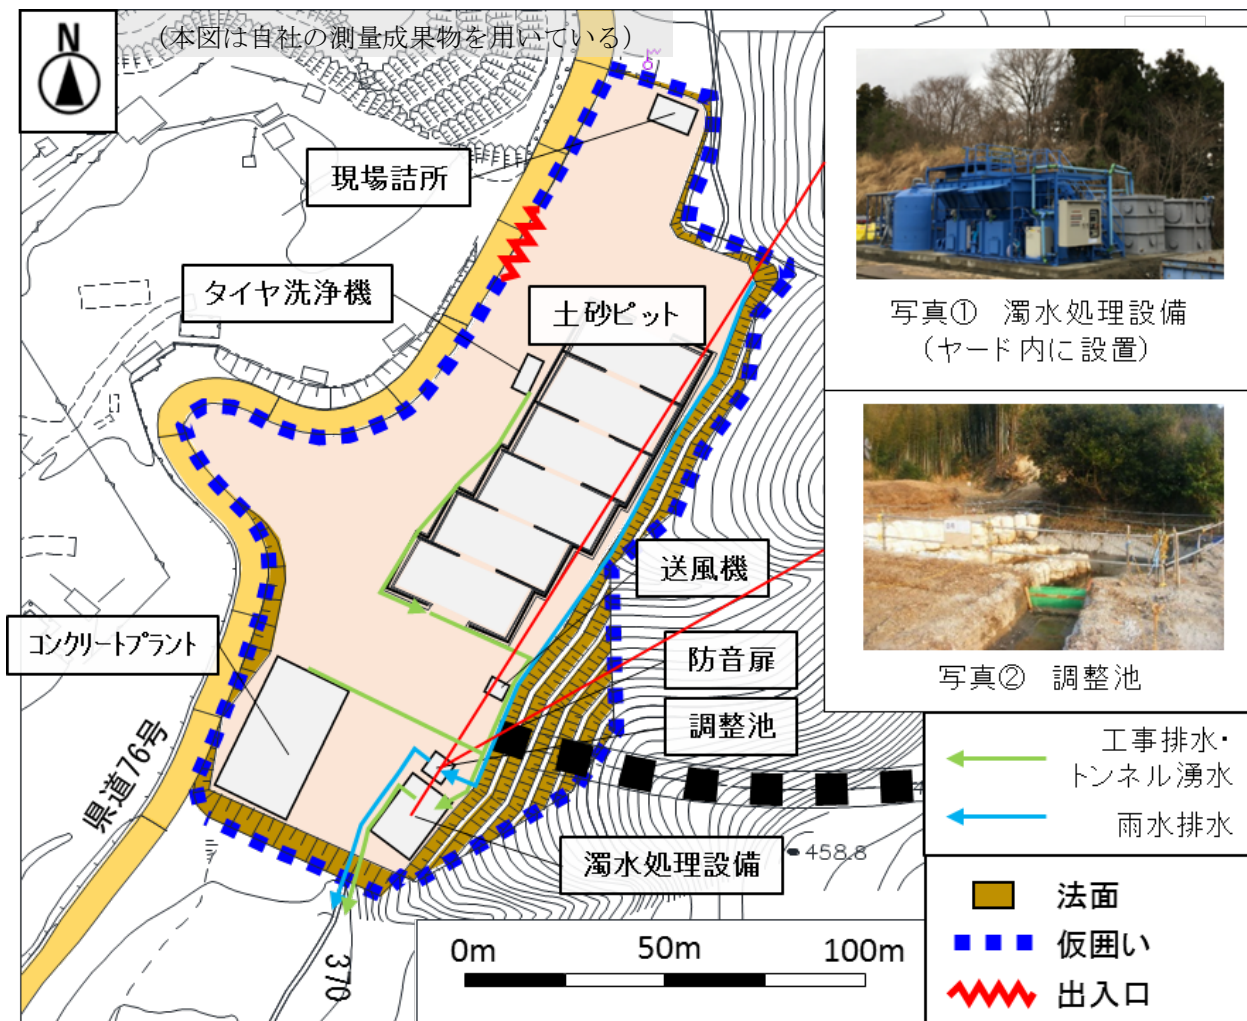 N
(本図は自社の測量成果物を用いている)
現場詰所
タイヤ洗浄機
土砂ピット
送風機
防音扉
調整池
コンクリートプラント
県道76号
濁水処理設備
458.8
370
写真① 濁水処理設備
(ヤード内に設置)
写真② 調整池
工事排水・
トンネル湧水
雨水排水
法面
仮囲い
出入口
0m 50m 100m